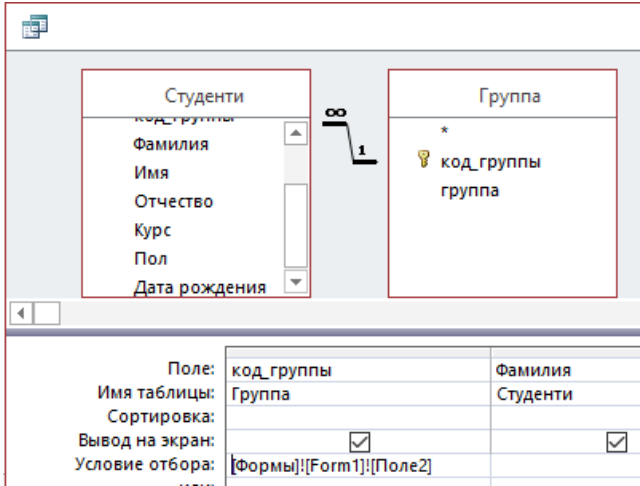 Студенти
код_группы
Фамилия
Имя
Отчество
Курс
Пол
Дата рождения
∞
1
Группа
*
код_группы
группа
Поле: код_группы Фамилия
Имя таблицы: Группа Студенти
Сортировка:
Вывод на экран:
Условие отбора: [Формы]![Form1]![Поле2]
или: